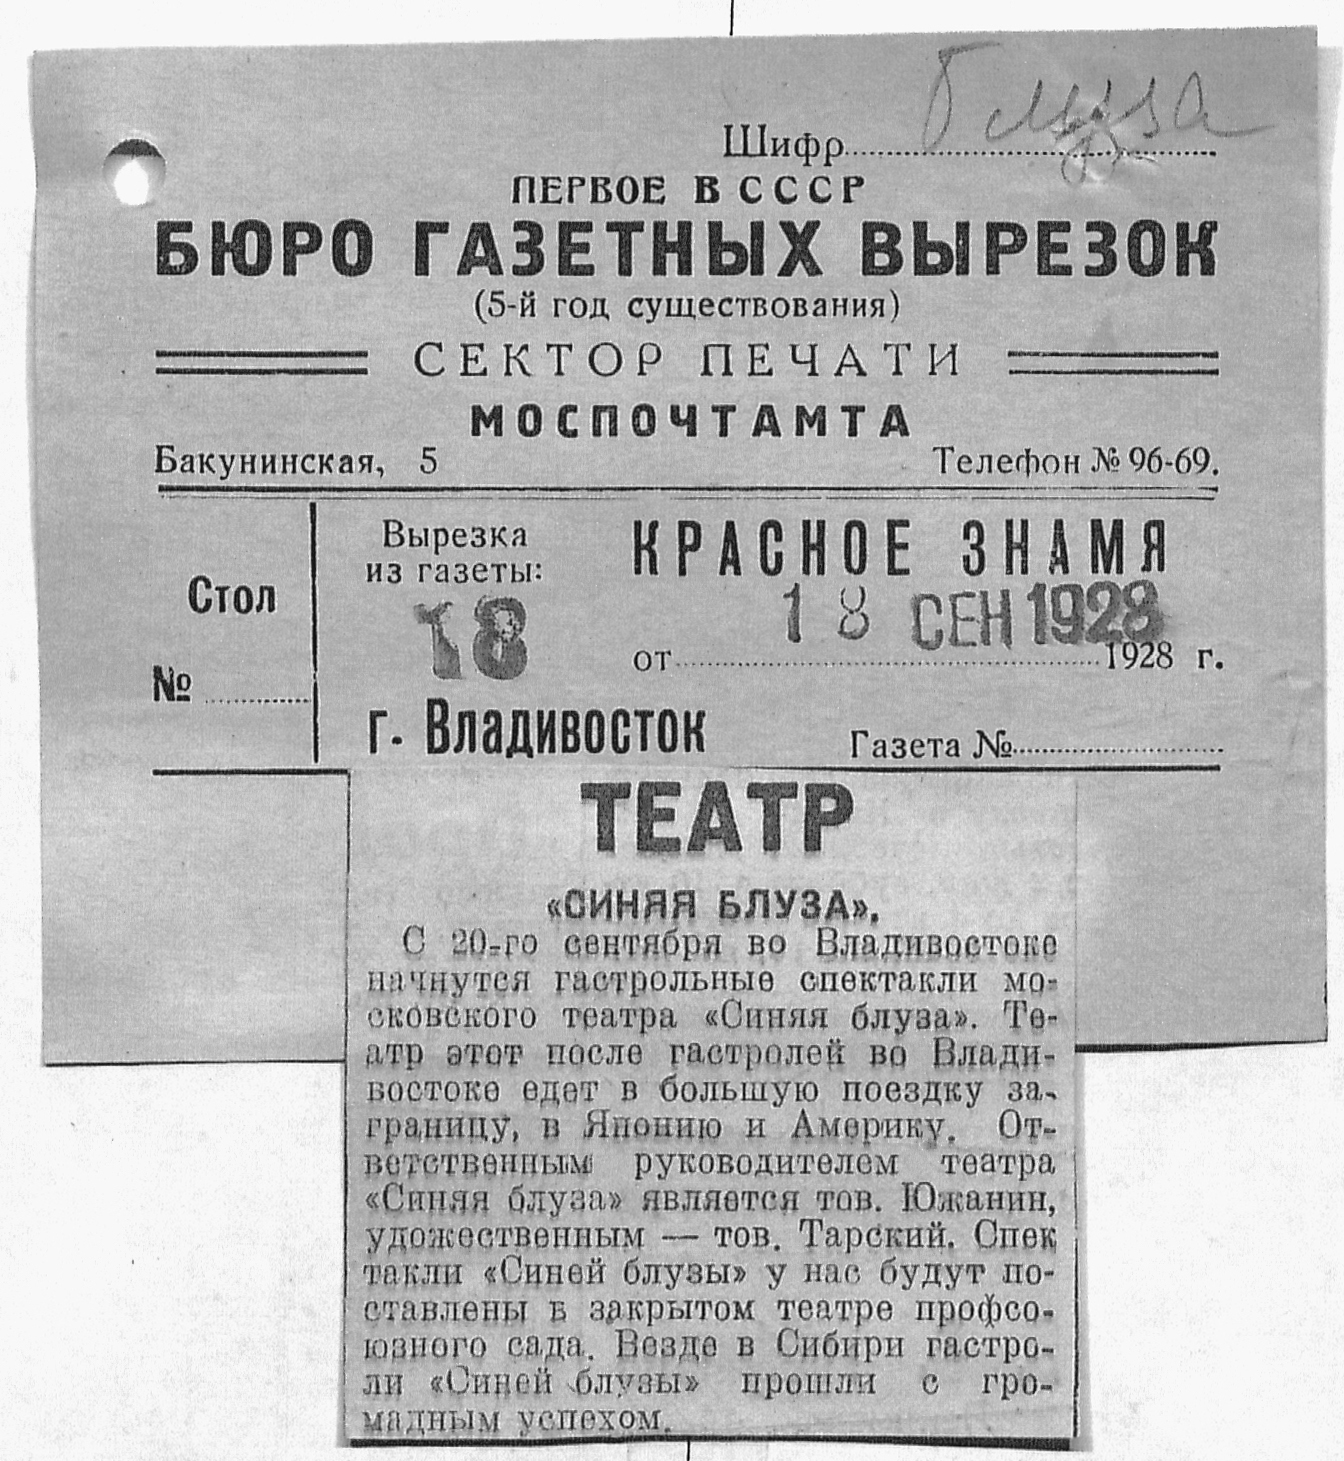 Шифр блуза
ПЕРВОЕ В СССР
БЮРО ГАЗЕТНЫХ ВЫРЕЗОК
(5-й год существования)
СЕКТОР ПЕЧАТИ
МОСПОЧТАМТА
Бакунинская, 5 Телефон № 96-69.
Стол
№
Вырезка
из газеты:
18
КРАСНОЕ ЗНАМЯ
18 СЕН 1928
от 1928 г.
г. Владивосток
Газета №
ТЕАТР
«СИНЯЯ БЛУЗА».
С 20-го сентября во Владивостоке
начнутся гастрольные спектакли мо-
сковского театра «Синяя блуза». Те-
атр этот после гастролей во Влади-
востоке едет в большую поездку за-
границу, в Японию и Америку. От-
ветственным руководителем театра
«Синяя блуза» является тов. Южанин,
удожественным — тов. Тарский. Спек
такли «Синей блузы» у нас будут по-
ставлены в закрытом театре профсо-
юзного сада. Везде в Сибири гастро-
ли «Синей блузы» прошли с гро-
мадным успехом.